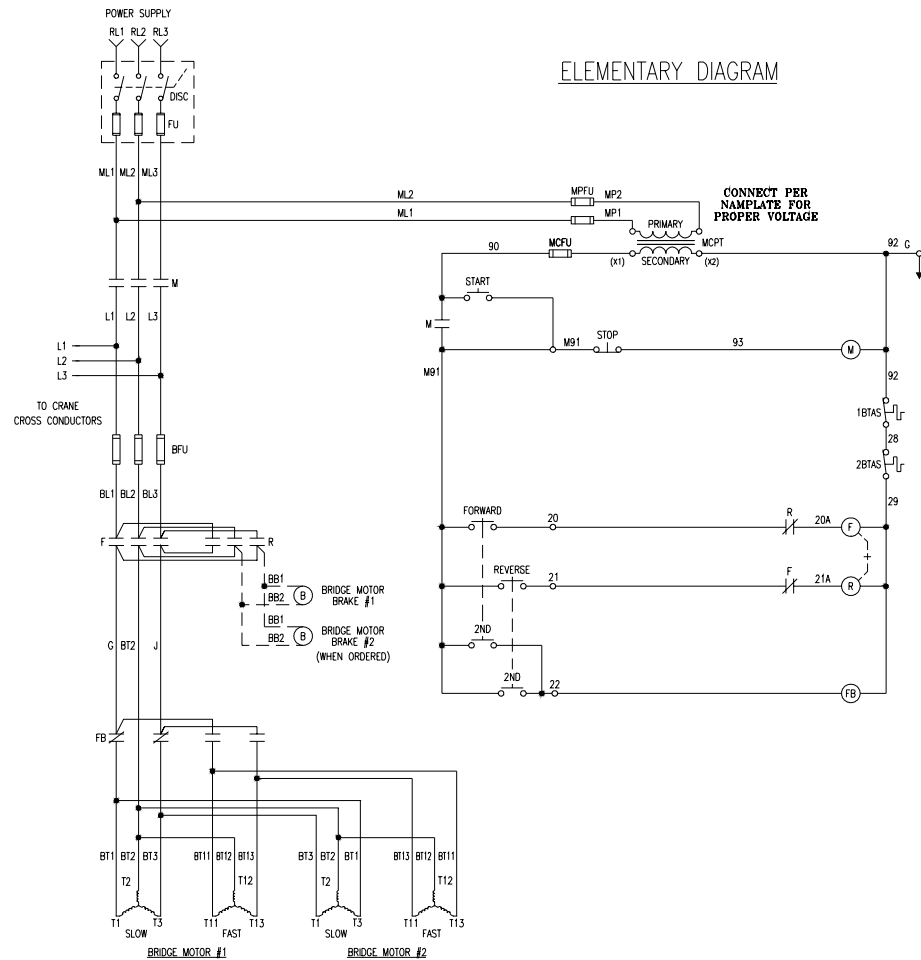 POWER SUPPLY
RL1 RL2 RL3
ELEMENTARY DIAGRAM
DISC
FU
ML1 ML2 ML3
ML2 MPFU MP2
ML1 MP1
CONNECT PER
NAMPLATE FOR
PROPER VOLTAGE
PRIMARY
MCPT
90 MCFU
(X1) SECONDARY (X2)
92 G
M
START
M
L1 L2 L3
L1
L2
L3
M91 STOP 93 M
M91
92
TO CRANE
CROSS CONDUCTORS
1BTAS
28
2BTAS
29
BFU
BL1 BL2 BL3
FORWARD 20 R 20A F
F R
REVERSE 21 F 21A R
BB1
BB2
B
BRIDGE MOTOR
BRAKE #1
BB1
BB2
B
BRIDGE MOTOR
BRAKE #2
(WHEN ORDERED)
G BT2 J
2ND
2ND 22 FB
FB
BT1 BT2 BT3 BT11 BT12 BT13 BT3 BT2 BT1 BT13 BT12 BT11
T2 T12 T2 T12
T1 T3 T11 T13 T1 T3 T11 T13
SLOW FAST SLOW FAST
BRIDGE MOTOR #1 BRIDGE MOTOR #2